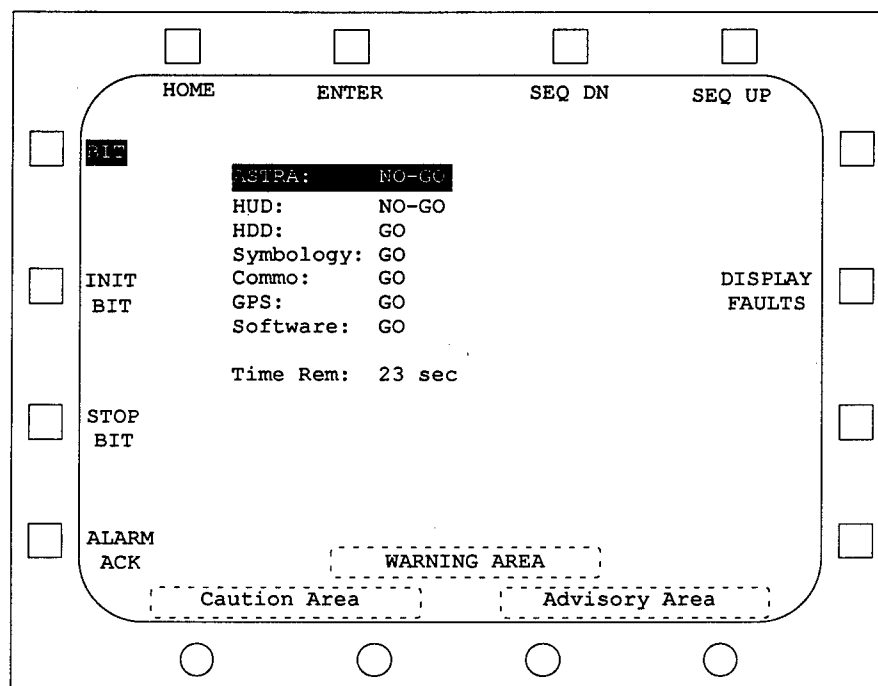 HOME ENTER SEQ DN SEQ UP
BIT
ASTRA: NO-GO
HUD: NO-GO
HDD: GO
Symbology: GO
Commo: GO
GPS: GO
Software: GO
Time Rem: 23 sec
INIT
BIT
DISPLAY
FAULTS
STOP
BIT
ALARM
ACK
WARNING AREA
Caution Area
Advisory Area